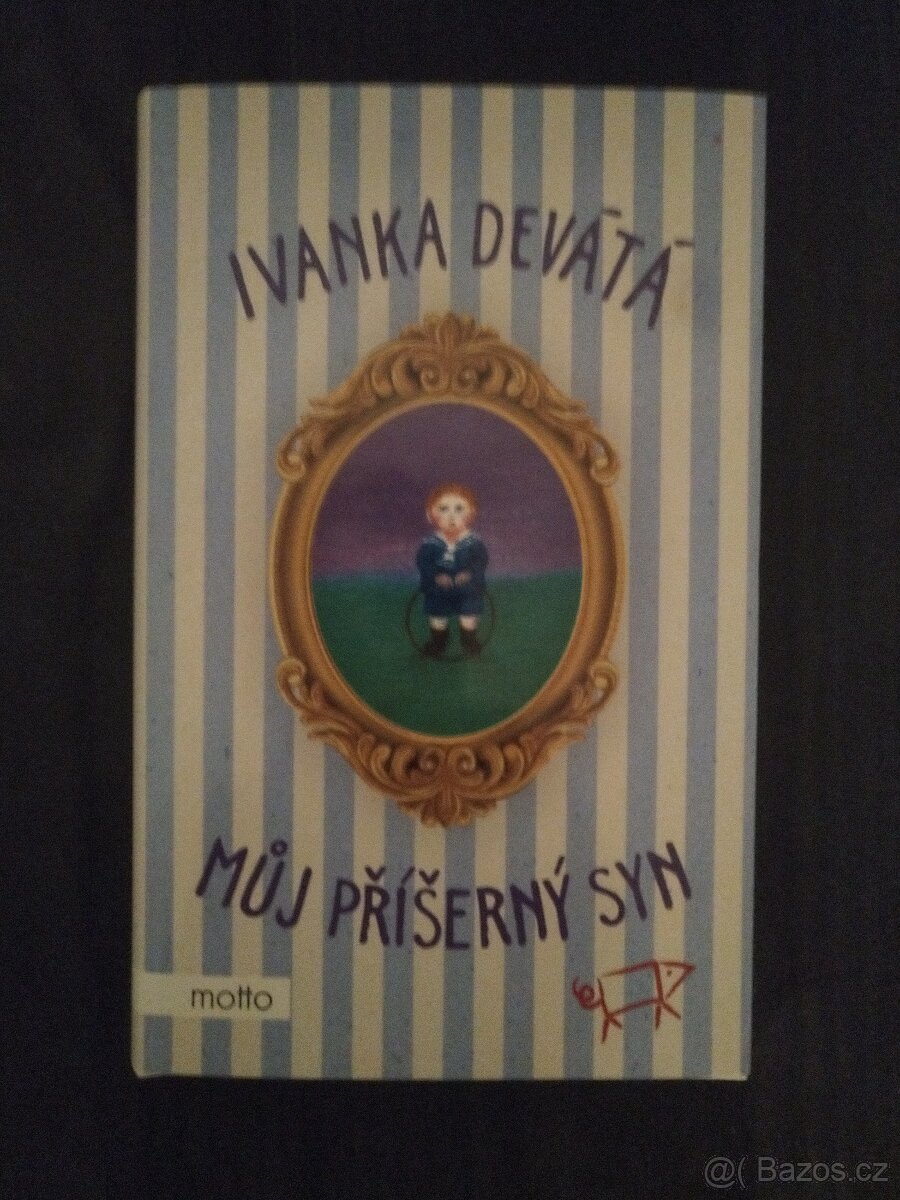 IVANKA DEVÁTÁ
MŮJ PŘÍŠERNÝ SYN
motto
@( Bazos.cz